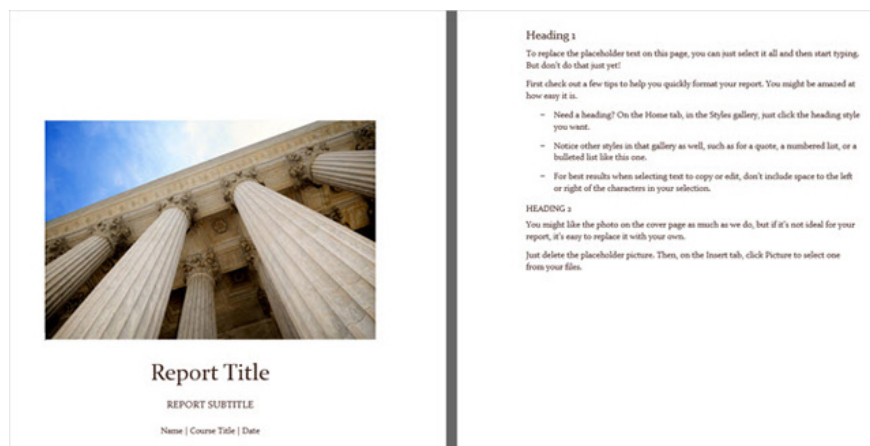 Report Title
REPORT SUBTITLE
Name | Course Title | Date
Heading 1
To replace the placeholder text on this page, you can just select it all and then start typing.
But don't do that just yet!
First check out a few tips to help you quickly format your report. You might be amazed at
how easy it is.
– Need a heading? On the Home tab, in the Styles gallery, just click the heading style
you want.
– Notice other styles in that gallery as well, such as for a quote, a numbered list, or a
bulleted list like this one.
– For best results when selecting text to copy or edit, don't include space to the left
or right of the characters in your selection.
HEADING 2
You might like the photo on the cover page as much as we do, but if it's not ideal for your
report, it's easy to replace it with your own.
Just delete the placeholder picture. Then, on the Insert tab, click Picture to select one
from your files.